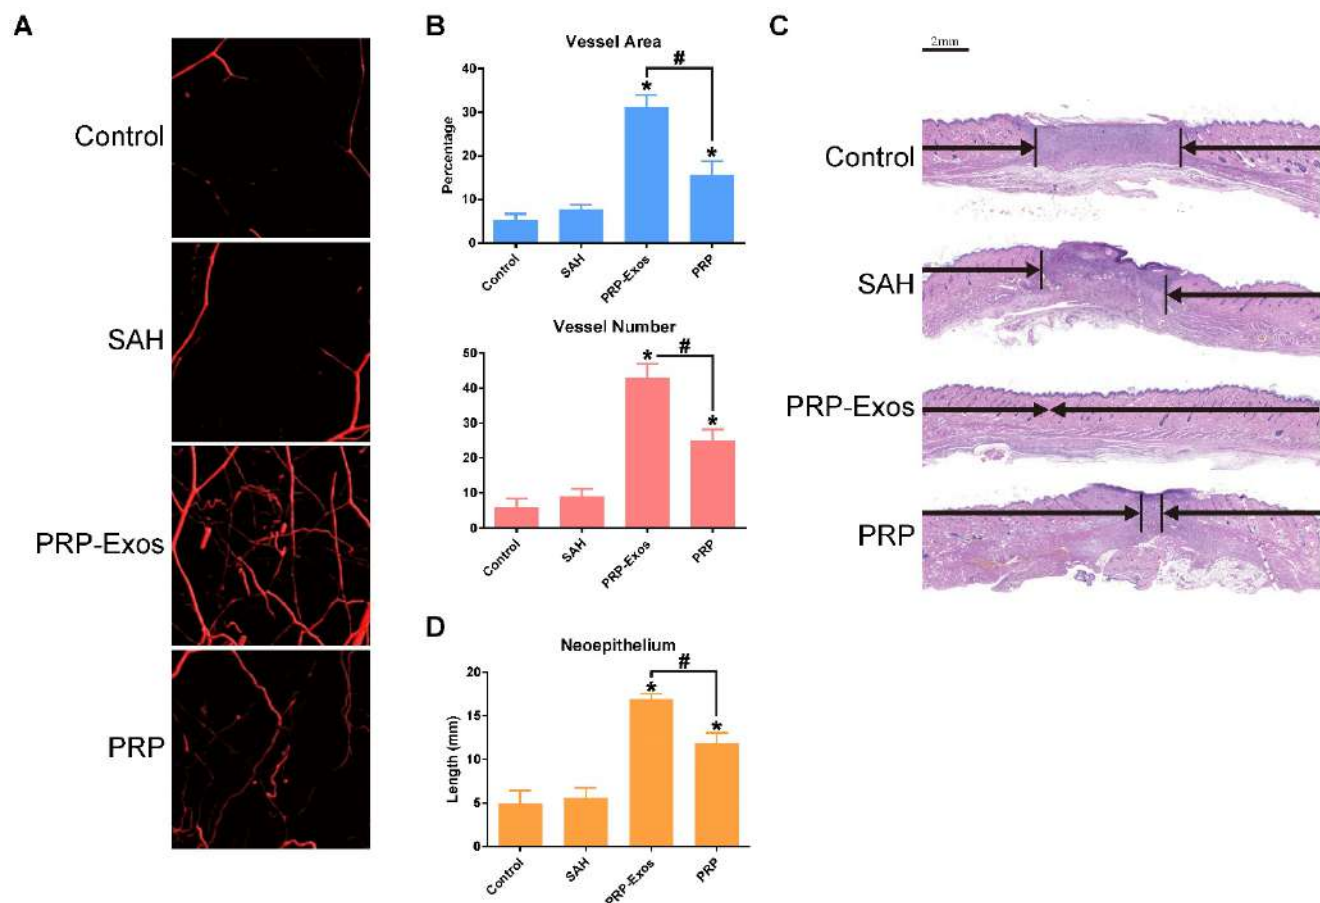 A
Control
SAH
PRP-Exos
PRP
B
Vessel Area
Percentage
40
30
20
10
0
*
#
*
Control
SAH
PRP-Exos
PRP
Vessel Number
50
40
30
20
10
0
*
#
*
Control
SAH
PRP-Exos
PRP
C
2mm
Control
SAH
PRP-Exos
PRP
D
Neoepithelium
Length (mm)
20
15
10
5
0
*
#
*
Control
SAH
PRP-Exos
PRP